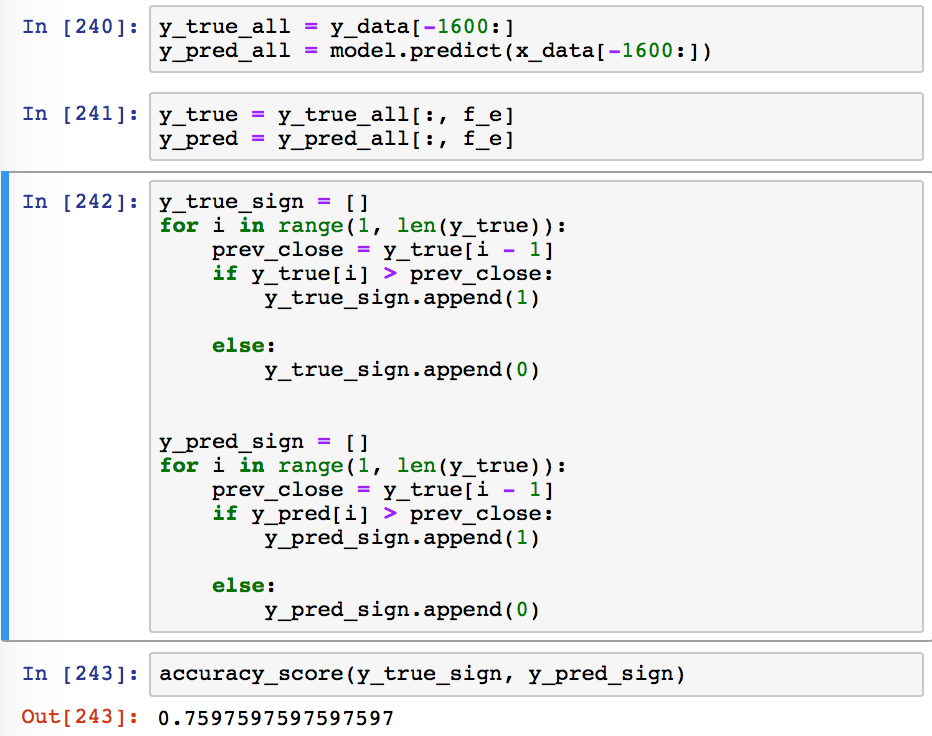 In [240]: y_true_all = y_data[-1600:]
y_pred_all = model.predict(x_data[-1600:])
In [241]: y_true = y_true_all[:, f_e]
y_pred = y_pred_all[:, f_e]
In [242]: y_true_sign = []
for i in range(1, len(y_true)):
    prev_close = y_true[i - 1]
    if y_true[i] > prev_close:
        y_true_sign.append(1)
    else:
        y_true_sign.append(0)
y_pred_sign = []
for i in range(1, len(y_true)):
    prev_close = y_true[i - 1]
    if y_pred[i] > prev_close:
        y_pred_sign.append(1)
    else:
        y_pred_sign.append(0)
In [243]: accuracy_score(y_true_sign, y_pred_sign)
Out[243]: 0.7597597597597597